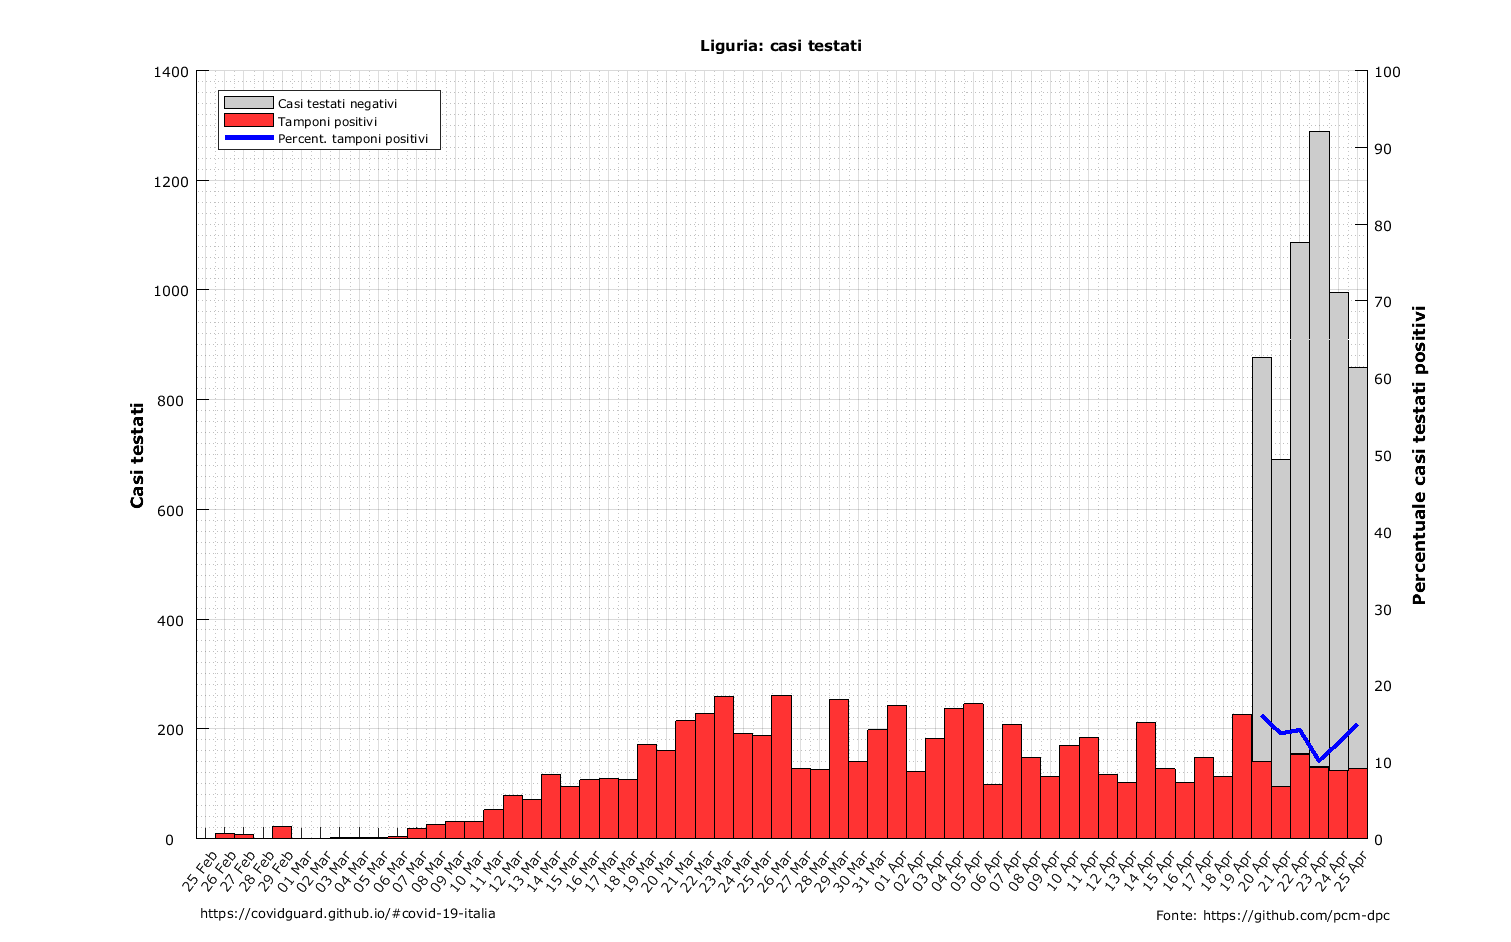 Liguria: casi testati
Casi testati negativi
Tamponi positivi
Percent. tamponi positivi
Casi testati
1400
1200
1000
800
600
400
200
0
100
90
80
70
60
50
40
30
20
10
0
Percentuale casi testati positivi
25 Feb
26 Feb
27 Feb
28 Feb
29 Feb
01 Mar
02 Mar
03 Mar
04 Mar
05 Mar
06 Mar
07 Mar
08 Mar
09 Mar
10 Mar
11 Mar
12 Mar
13 Mar
14 Mar
15 Mar
16 Mar
17 Mar
18 Mar
19 Mar
20 Mar
21 Mar
22 Mar
23 Mar
24 Mar
25 Mar
26 Mar
27 Mar
28 Mar
29 Mar
30 Mar
31 Mar
01 Apr
02 Apr
03 Apr
04 Apr
05 Apr
06 Apr
07 Apr
08 Apr
09 Apr
10 Apr
11 Apr
12 Apr
13 Apr
14 Apr
15 Apr
16 Apr
17 Apr
18 Apr
19 Apr
20 Apr
21 Apr
22 Apr
23 Apr
24 Apr
25 Apr
https://covidguard.github.io/#covid-19-italia
Fonte: https://github.com/pcm-dpc